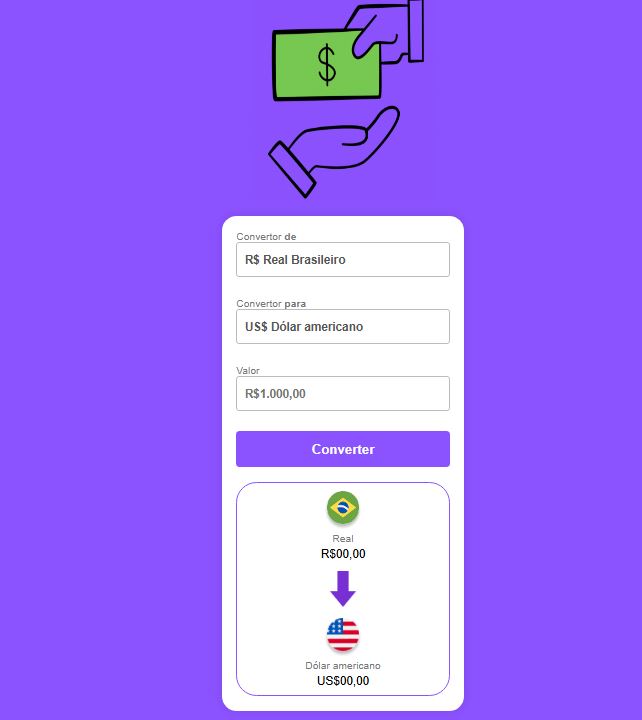 $
Convertor de
R$ Real Brasileiro
Convertor para
US$ Dólar americano
Valor
R$1.000,00
Converter
Real
R$00,00
Dólar americano
US$00,00